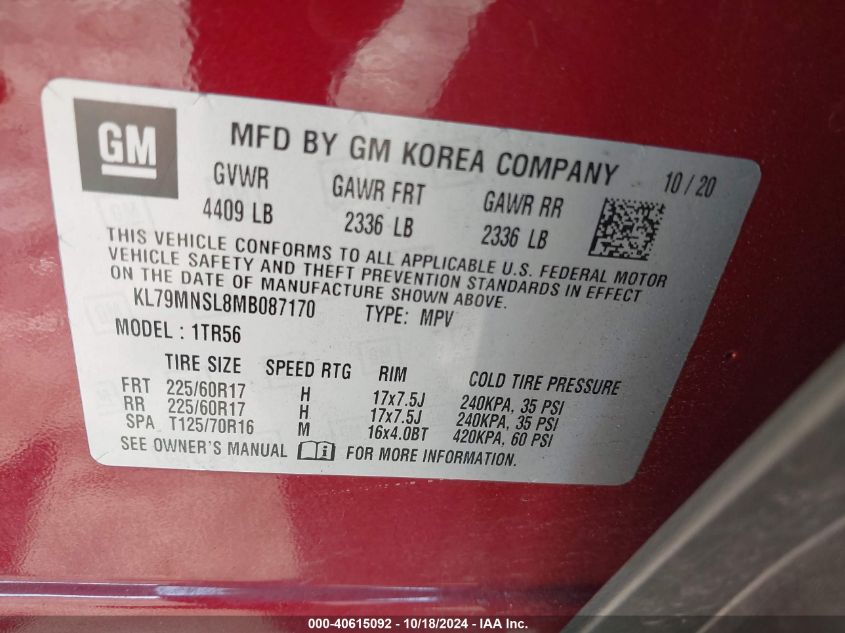 GM
MFD BY GM KOREA COMPANY 10/20
GVWR GAWR FRT GAWR RR
4409 LB 2336 LB 2336 LB
THIS VEHICLE CONFORMS TO ALL APPLICABLE U.S. FEDERAL MOTOR
VEHICLE SAFETY AND THEFT PREVENTION STANDARDS IN EFFECT
ON THE DATE OF MANUFACTURE SHOWN ABOVE.
KL79MNSL8MB087170 TYPE: MPV
MODEL: 1TR56
TIRE SIZE SPEED RTG RIM COLD TIRE PRESSURE
FRT 225/60R17 H 17x7.5J 240KPA, 35 PSI
RR 225/60R17 H 17x7.5J 240KPA, 35 PSI
SPA T125/70R16 M 16x4.0BT 420KPA, 60 PSI
SEE OWNER'S MANUAL FOR MORE INFORMATION.
000-40615092 - 10/18/2024 - IAA Inc.